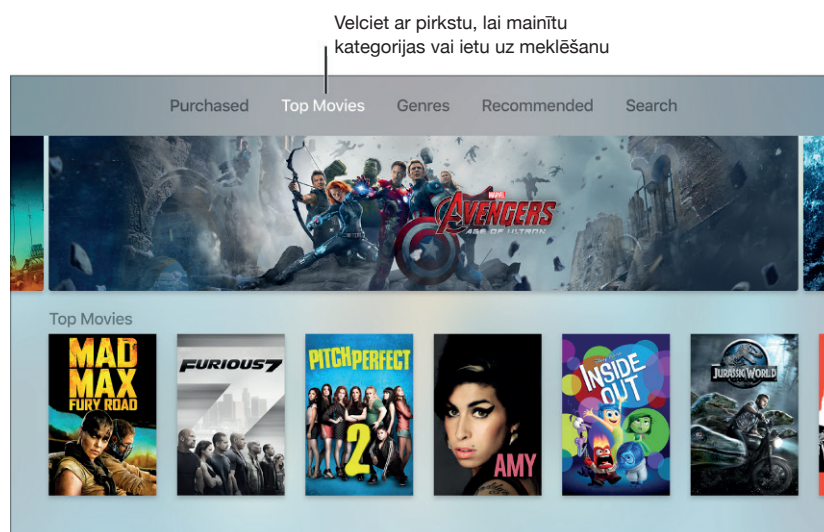 Velciet ar pirkstu, lai mainītu
kategorijas vai ietu uz meklēšanu
Purchased Top Movies Genres Recommended Search
MARVEL
AVENGERS
AGE OF ULTRON
Top Movies
MAD
MAX
FURY ROAD
FURIOUS 7
7
PITCH PERFECT
2
AMY
INSIDE
OUT
JURASSIC WORLD